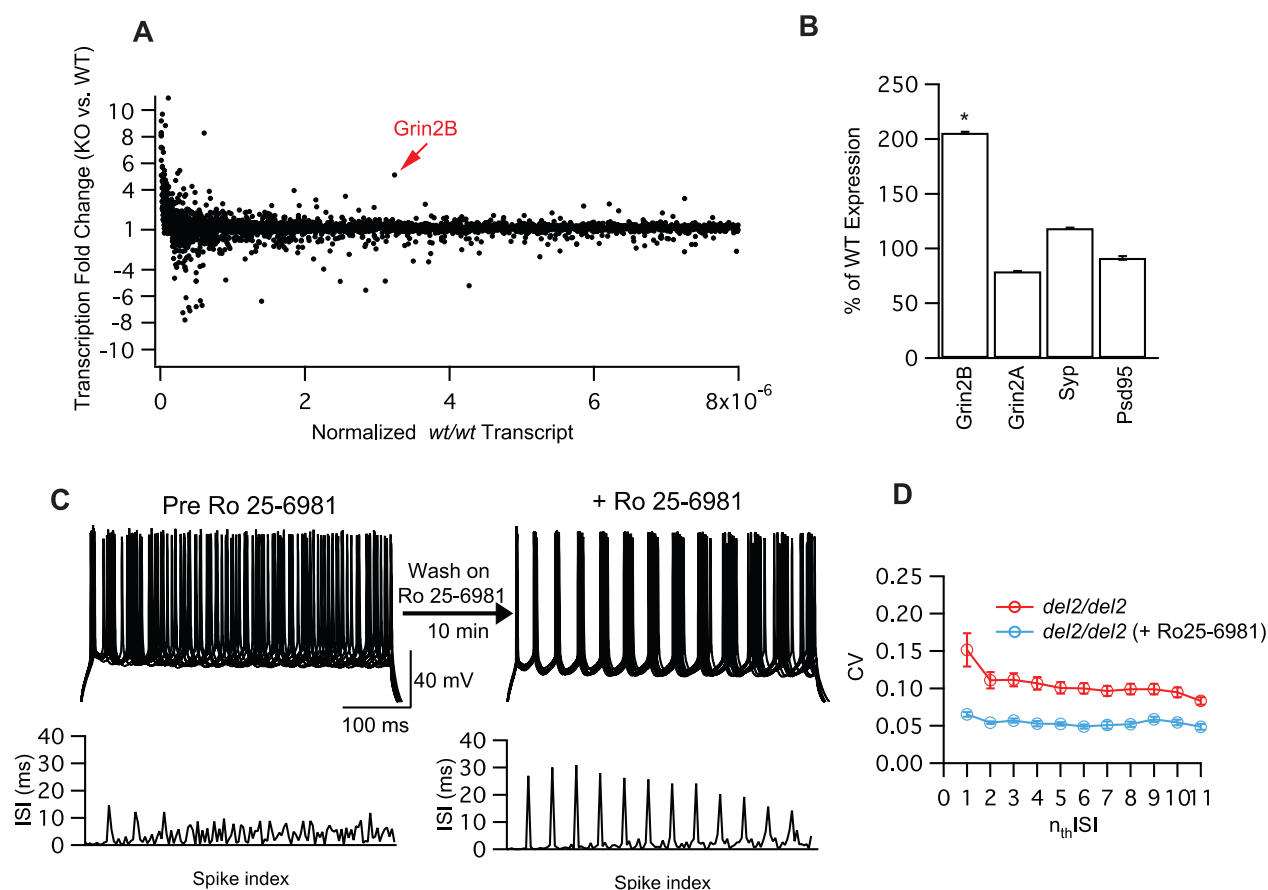 A
Transcription Fold Change (KO vs. WT)
10
8
6
4
1
-4
-6
-8
-10
Grin2B
0
2
4
6
8x10-6
Normalized wt/wt Transcript
B
% of WT Expression
250
200
150
100
50
0
*
Grin2B
Grin2A
Syp
Psd95
C
Pre Ro 25-6981
+ Ro 25-6981
Wash on
Ro 25-6981
10 min
40 mV
100 ms
ISI (ms)
40
30
20
10
0
Spike index
ISI (ms)
40
30
20
10
0
Spike index
D
CV
0.25
0.20
0.15
0.10
0.05
0.00
del2/del2
del2/del2 (+ Ro25-6981)
0 1 2 3 4 5 6 7 8 9 10 11
nthISI